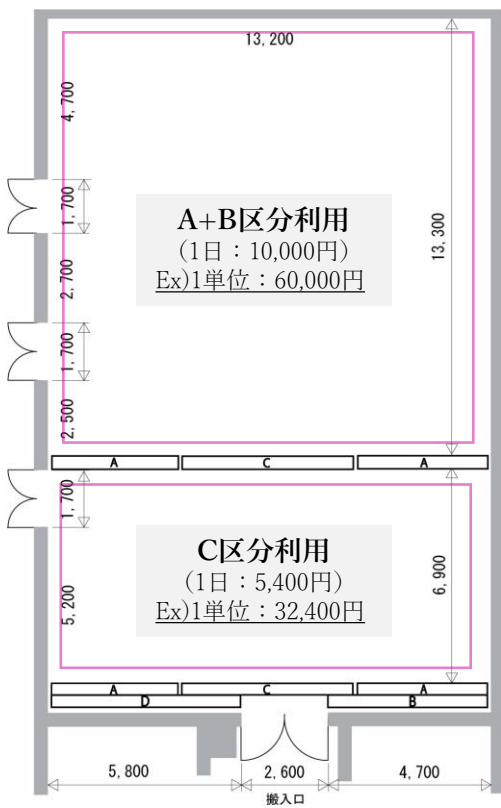 13,200
4,700
1,700
A+B区分利用
(1日：10,000円)
Ex)1単位：60,000円
13,300
2,700
1,700
2,500
A C A
1,700
C区分利用
(1日：5,400円)
Ex)1単位：32,400円
6,900
5,200
A C A
D B
5,800 2,600 4,700
搬入口